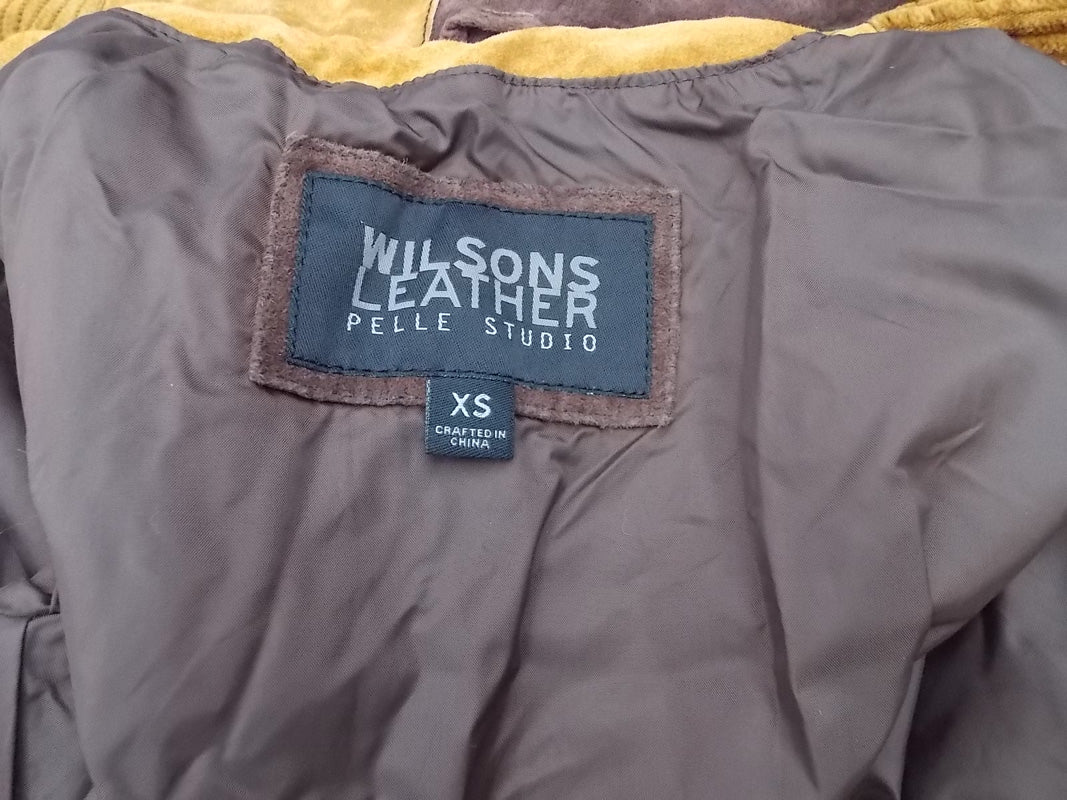 WILSONS
LEATHER
PELLE STUDIO
XS
CRAFTED IN
CHINA